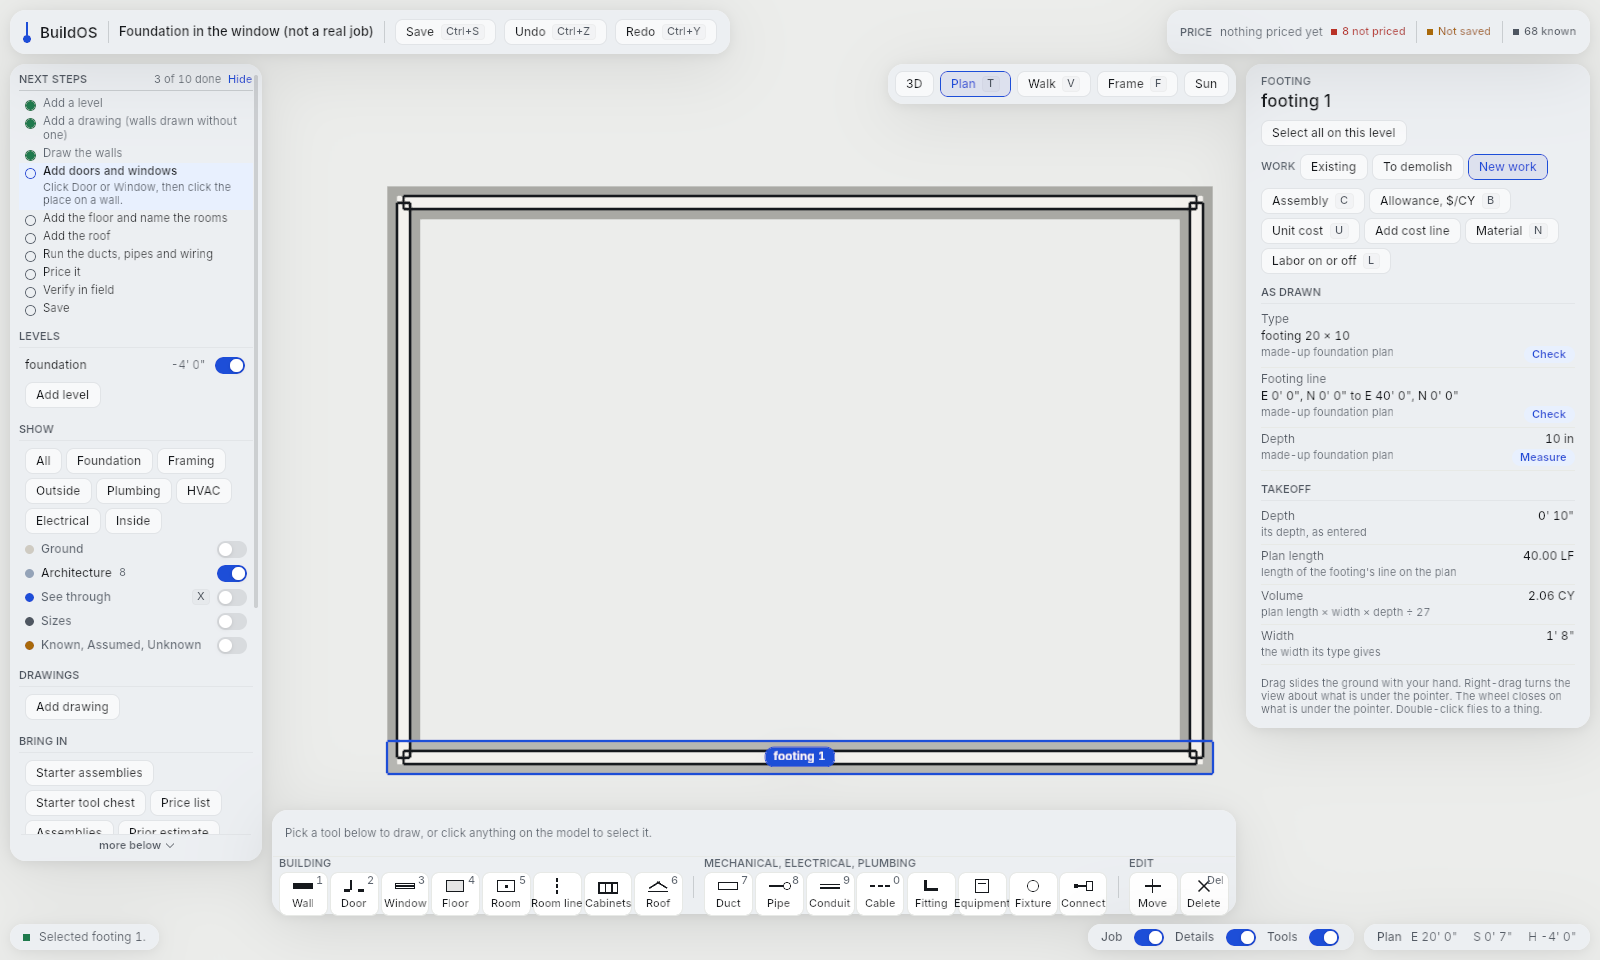 BuildOS
Foundation in the window (not a real job)
Save Ctrl+S
Undo Ctrl+Z
Redo Ctrl+Y
PRICE nothing priced yet
8 not priced
Not saved
68 known
NEXT STEPS 3 of 10 done Hide
Add a level
Add a drawing (walls drawn without
one)
Draw the walls
Add doors and windows
Click Door or Window, then click the
place on a wall.
Add the floor and name the rooms
Add the roof
Run the ducts, pipes and wiring
Price it
Verify in field
Save
LEVELS
foundation -4' 0"
Add level
SHOW
All Foundation Framing
Outside Plumbing HVAC
Electrical Inside
Ground
Architecture 8
See through X
Sizes
Known, Assumed, Unknown
DRAWINGS
Add drawing
BRING IN
Starter assemblies
Starter tool chest Price list
Assemblies Prior estimate
more below
3D Plan T Walk V Frame F Sun
footing 1
FOOTING
footing 1
Select all on this level
WORK Existing To demolish New work
Assembly C Allowance, $/CY B
Unit cost U Add cost line Material N
Labor on or off L
AS DRAWN
Type
footing 20 × 10
made-up foundation plan Check
Footing line
E 0' 0", N 0' 0" to E 40' 0", N 0' 0"
made-up foundation plan Check
Depth 10 in
made-up foundation plan Measure
TAKEOFF
Depth 0' 10"
its depth, as entered
Plan length 40.00 LF
length of the footing's line on the plan
Volume 2.06 CY
plan length × width × depth ÷ 27
Width 1' 8"
the width its type gives
Drag slides the ground with your hand. Right-drag turns the
view about what is under the pointer. The wheel closes on
what is under the pointer. Double-click flies to a thing.
Pick a tool below to draw, or click anything on the model to select it.
BUILDING
1 2 3 4 5 6
Wall Door Window Floor Room Room line Cabinets Roof
MECHANICAL, ELECTRICAL, PLUMBING
7 8 9 0
Duct Pipe Conduit Cable Fitting Equipment Fixture Connect
EDIT
Del
Move Delete
Selected footing 1.
Job Details Tools
Plan E 20' 0" S 0' 7" H -4' 0"